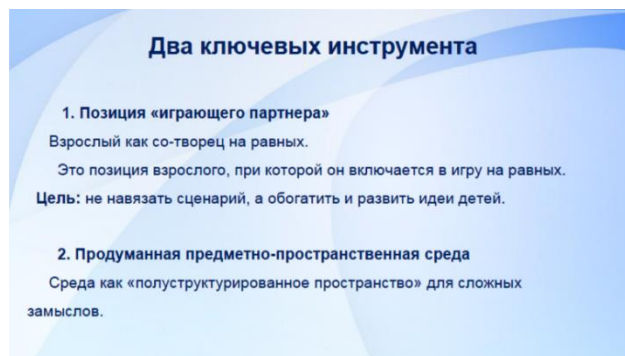 Два ключевых инструмента
1. Позиция «играющего партнера»
Взрослый как со-творец на равных.
Это позиция взрослого, при которой он включается в игру на равных.
Цель: не навязать сценарий, а обогатить и развить идеи детей.
2. Продуманная предметно-пространственная среда
Среда как «полуструктурированное пространство» для сложных
замыслов.